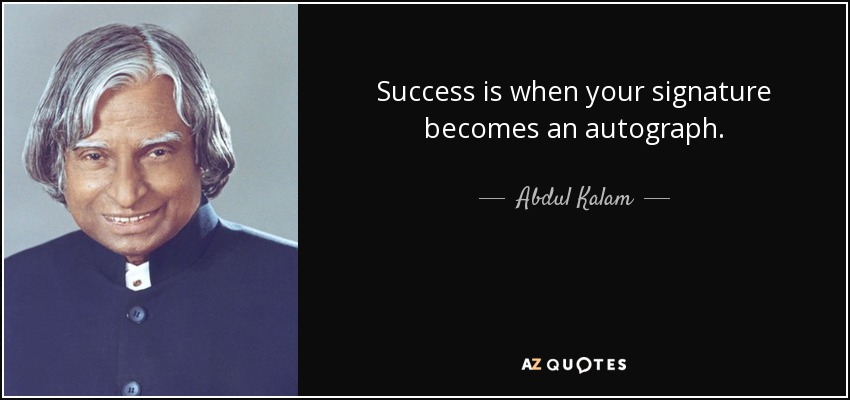 Success is when your signature
becomes an autograph.
Abdul Kalam
AZ QUOTES